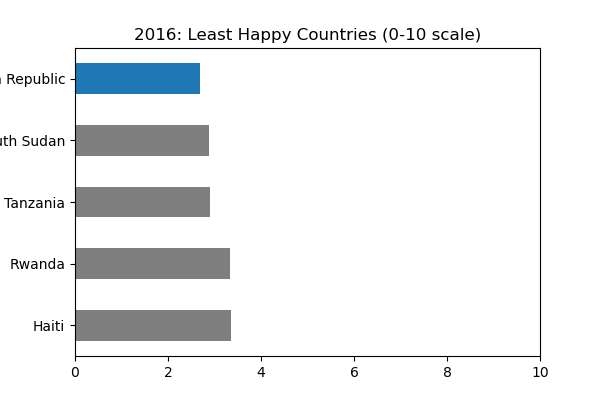 2016: Least Happy Countries (0-10 scale)
Republic
uth Sudan
Tanzania
Rwanda
Haiti
0 2 4 6 8 10